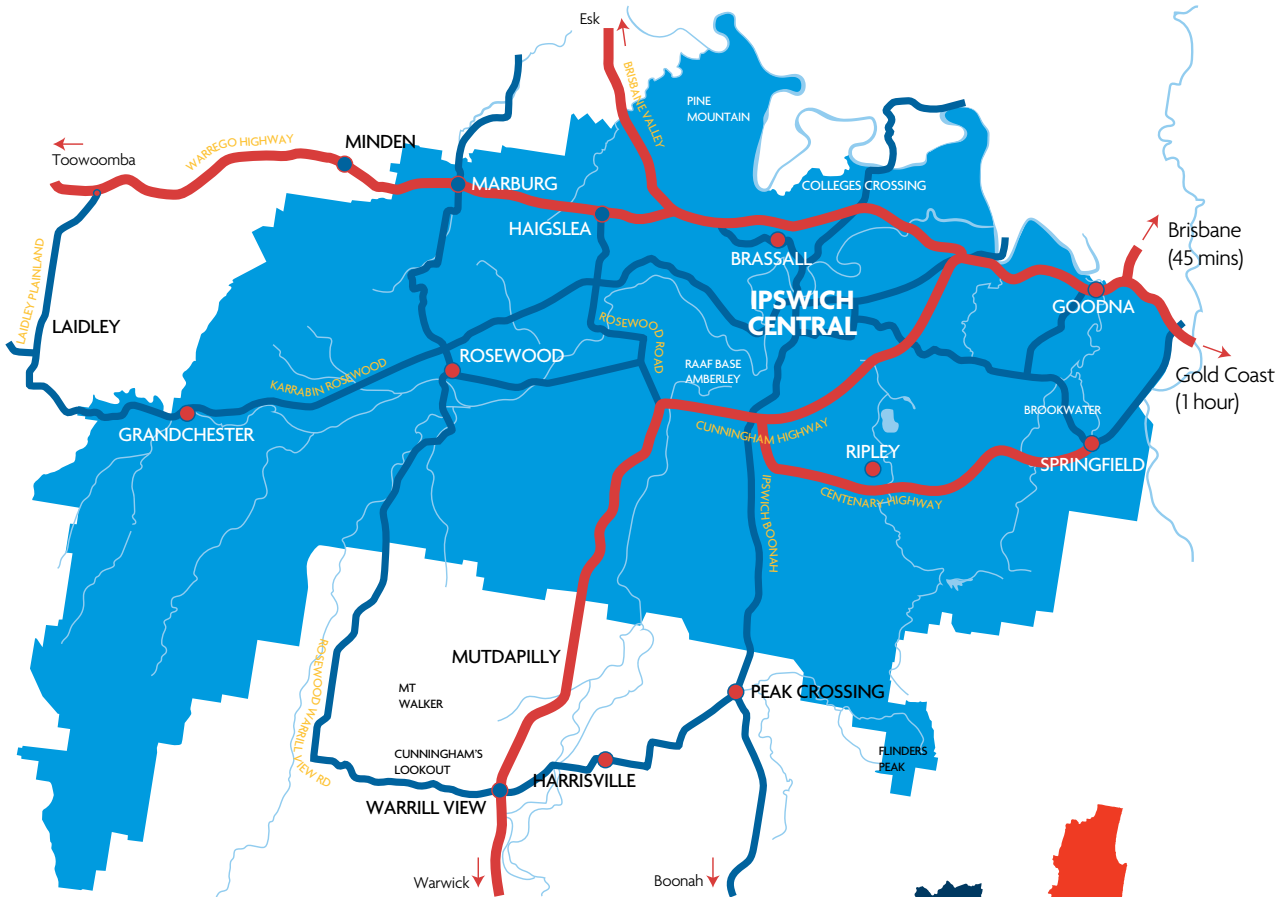 Esk
BRISBANE VALLEY
PINE
MOUNTAIN
WARREGO HIGHWAY
MINDEN
Toowoomba
MARBURG
COLLEGES CROSSING
HAIGSLEA
BRASSALL
Brisbane
(45 mins)
LAIDLEY PLAINLAND
IPSWICH
CENTRAL
GOODNA
LAIDLEY
ROSEWOOD ROAD
ROSEWOOD
RAAF BASE
AMBERLEY
KARRABIN ROSEWOOD
Gold Coast
(1 hour)
BROOKWATER
GRANDCHESTER
CUNNINGHAM HIGHWAY
RIPLEY
SPRINGFIELD
CENTENARY HIGHWAY
IPSWICH BOONAH
ROSEWOOD WARRILL VIEW RD
MUTDAPILLY
MT
WALKER
PEAK CROSSING
CUNNINGHAM'S
LOOKOUT
FLINDERS
PEAK
HARRISVILLE
WARRILL VIEW
Warwick
Boonah